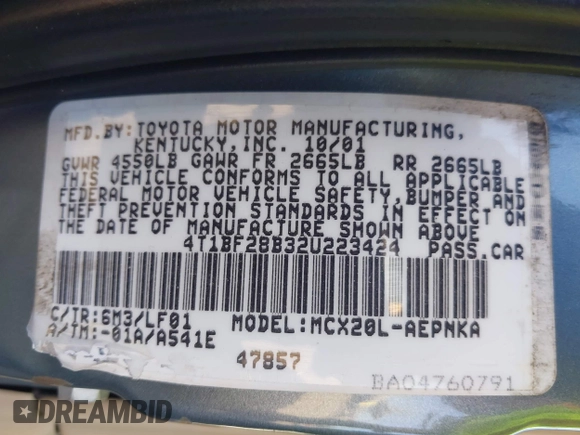 MFD.BY:TOYOTA MOTOR MANUFACTURING,
KENTUCKY,INC. 10/01
GVWR 4550LB GAWR FR 2665LB RR 2665LB
THIS VEHICLE CONFORMS TO ALL APPLICABLE
FEDERAL MOTOR VEHICLE SAFETY,BUMPER AND
THEFT PREVENTION STANDARDS IN EFFECT ON
THE DATE OF MANUFACTURE SHOWN ABOVE
4T1BF28B32U223424 PASS.CAR
C/TR:6M3/LF01 MODEL:MCX20L-AEPNKA
A/TM:-01A/A541E
47857
BA04760791
DREAMBID